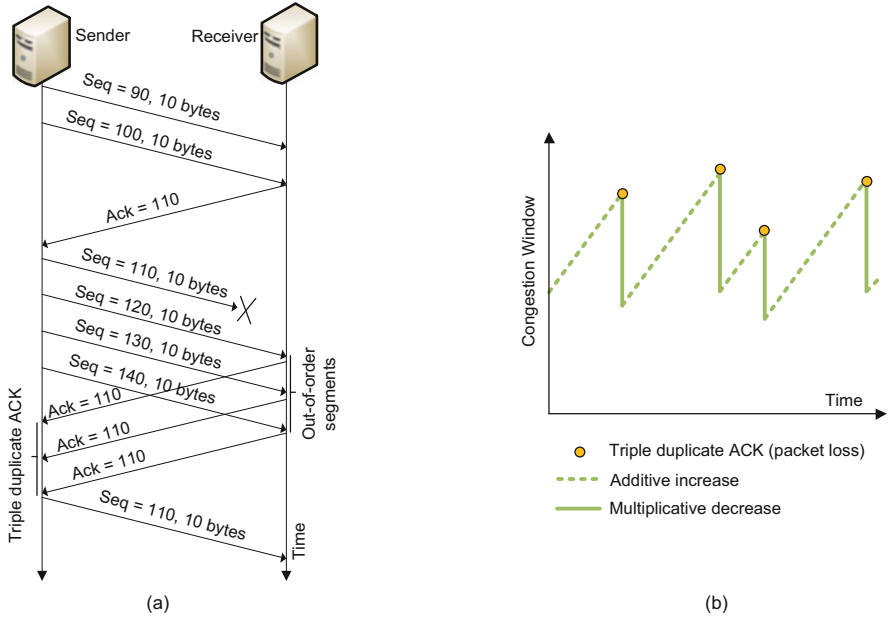 Sender
Receiver
Seq = 90, 10 bytes
Seq = 100, 10 bytes
Ack = 110
Seq = 110, 10 bytes
Seq = 120, 10 bytes
Seq = 130, 10 bytes
Seq = 140, 10 bytes
Ack = 110
Ack = 110
Ack = 110
Seq = 110, 10 bytes
Triple duplicate ACK
Out-of-order
segments
Time
(a)
Congestion Window
Time
Triple duplicate ACK (packet loss)
Additive increase
Multiplicative decrease
(b)